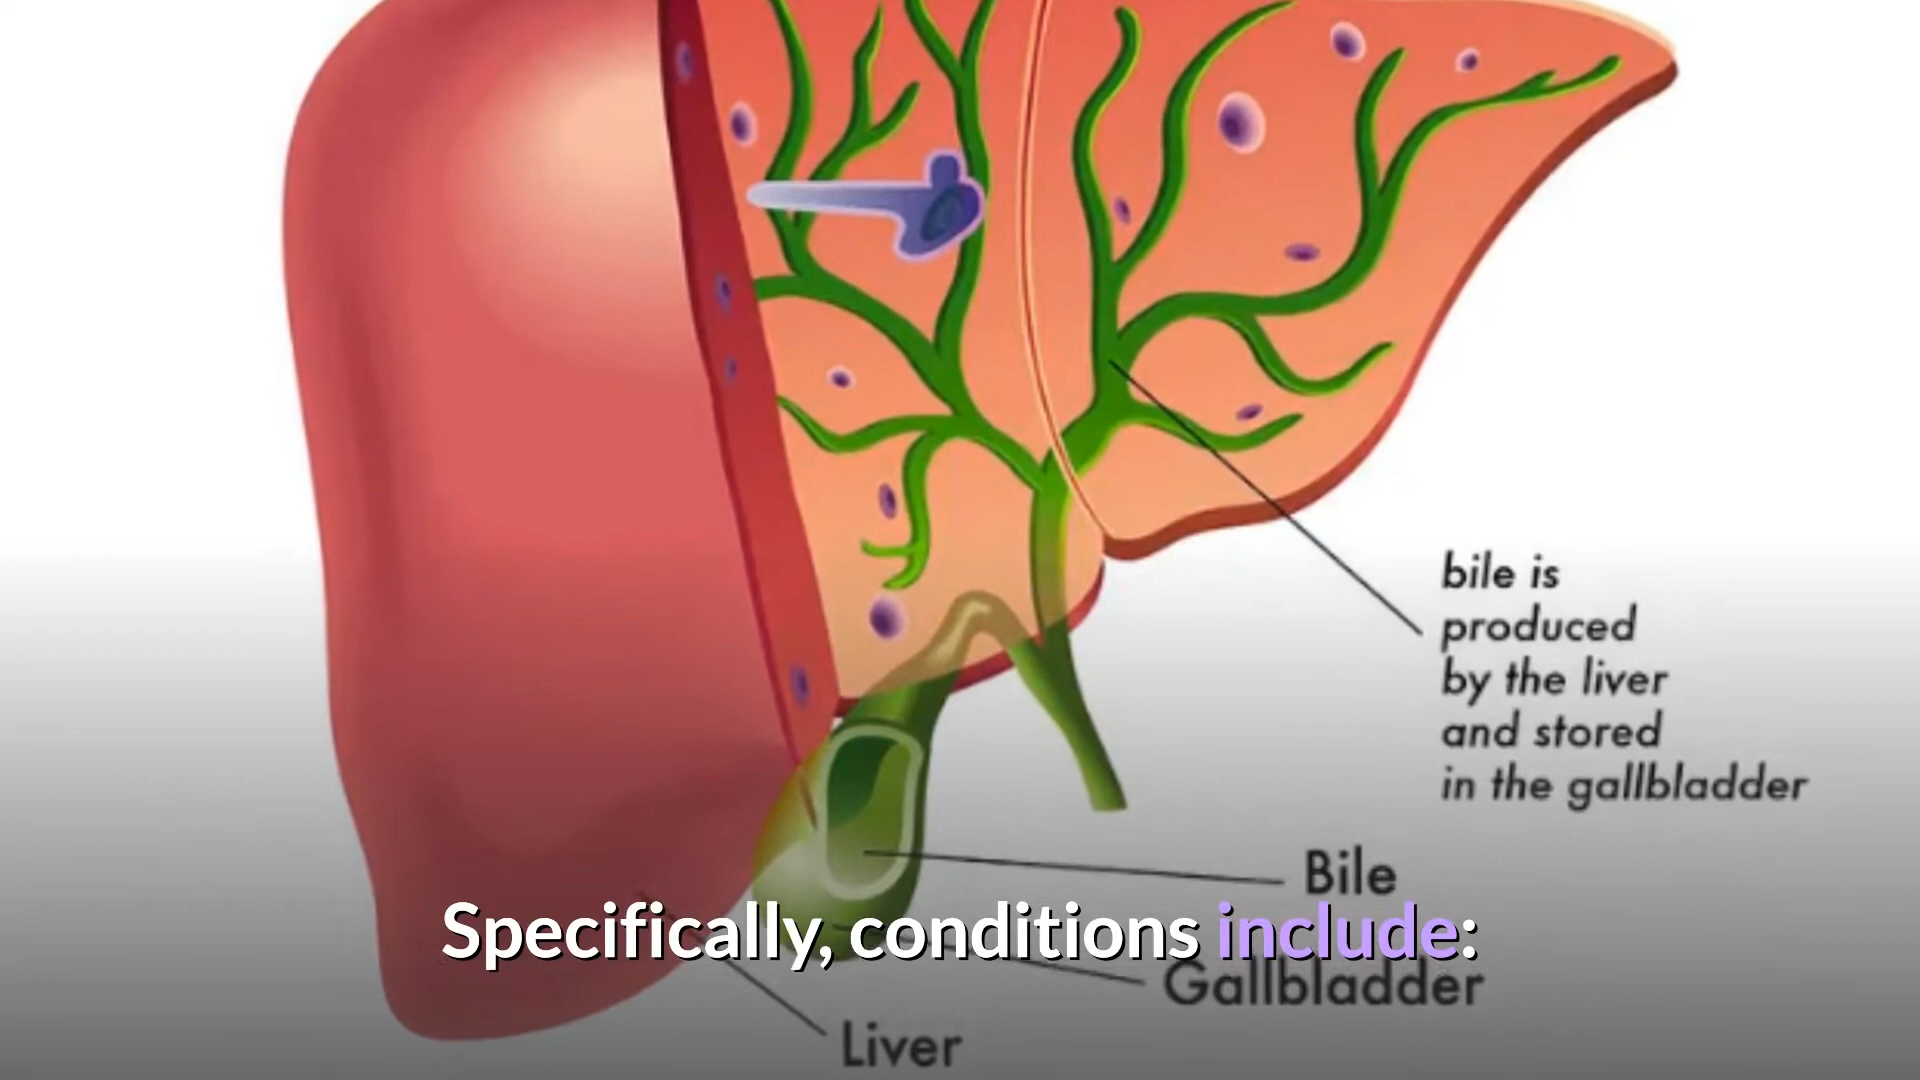 bile is
produced
by the liver
and stored
in the gallbladder
Bile
Specifically, conditions include:
Gallbladder
Liver